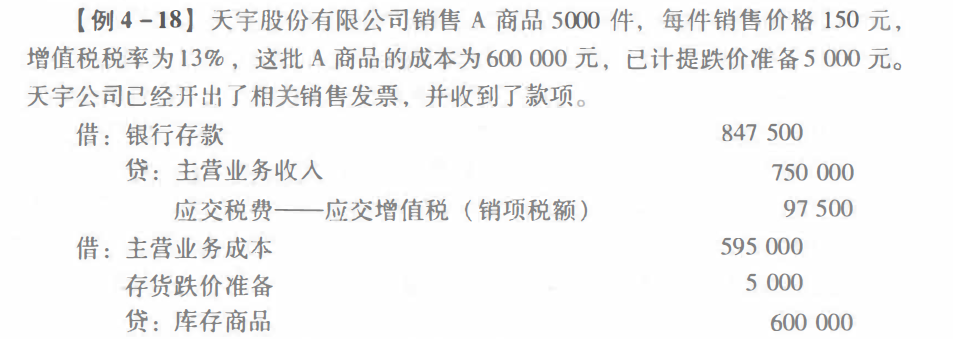 【例4-18】天宇股份有限公司销售 A 商品 5000 件，每件销售价格 150 元，
增值税税率为13%，这批 A 商品的成本为 600 000 元，已计提跌价准备 5 000 元。
天宇公司已经开出了相关销售发票，并收到了款项。
借：银行存款 847 500
贷：主营业务收入 750 000
应交税费——应交增值税（销项税额） 97 500
借：主营业务成本 595 000
存货跌价准备 5 000
贷：库存商品 600 000